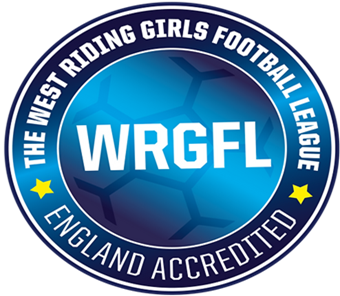 THE WEST RIDING GIRLS FOOTBALL LEAGUE
WRGFL
ENGLAND ACCREDITED